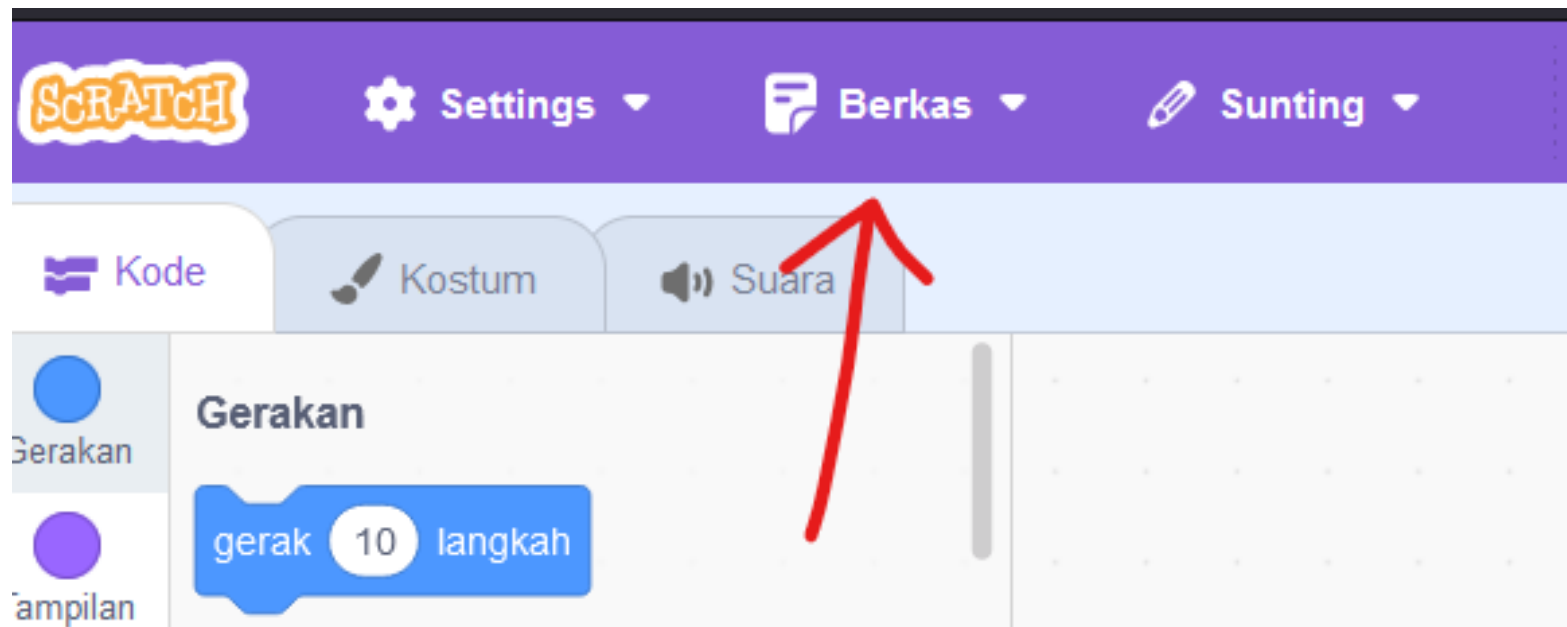 SCRATCH Settings Berkas Sunting
Kode Kostum Suara
Gerakan
Gerakan
gerak 10 langkah
Tampilan